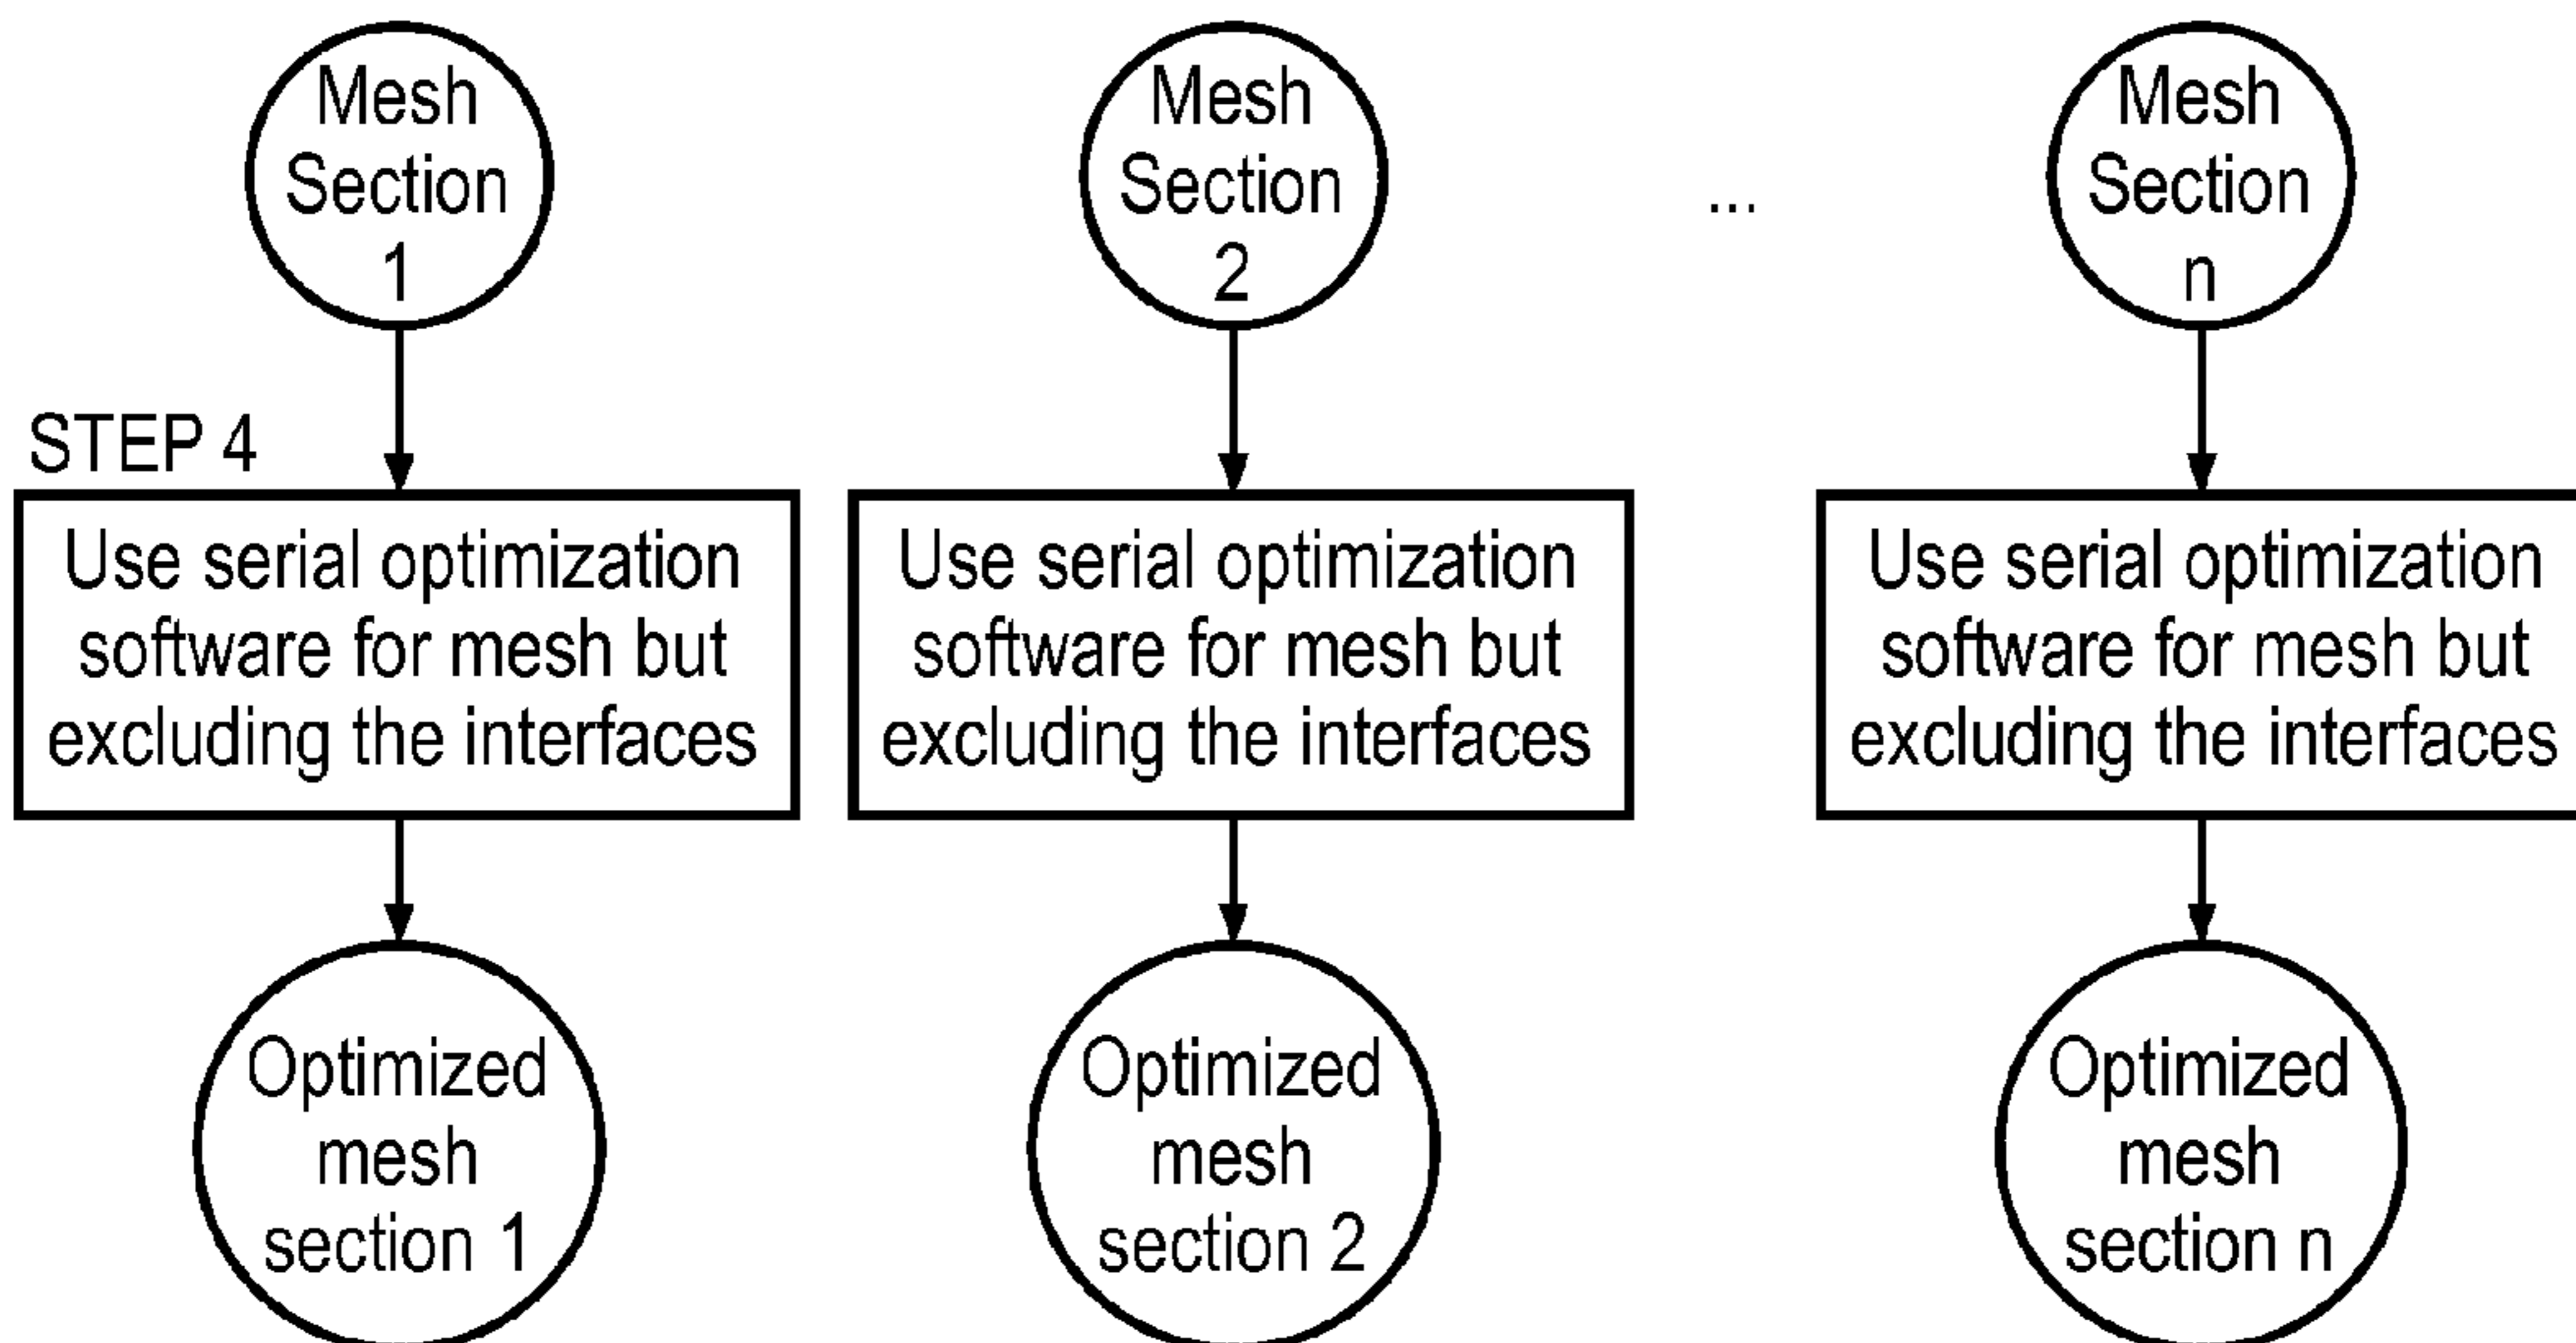 Mesh
Section
1
Mesh
Section
2
...
Mesh
Section
n
STEP 4
Use serial optimization
software for mesh but
excluding the interfaces
Use serial optimization
software for mesh but
excluding the interfaces
Use serial optimization
software for mesh but
excluding the interfaces
Optimized
mesh
section 1
Optimized
mesh
section 2
Optimized
mesh
section n